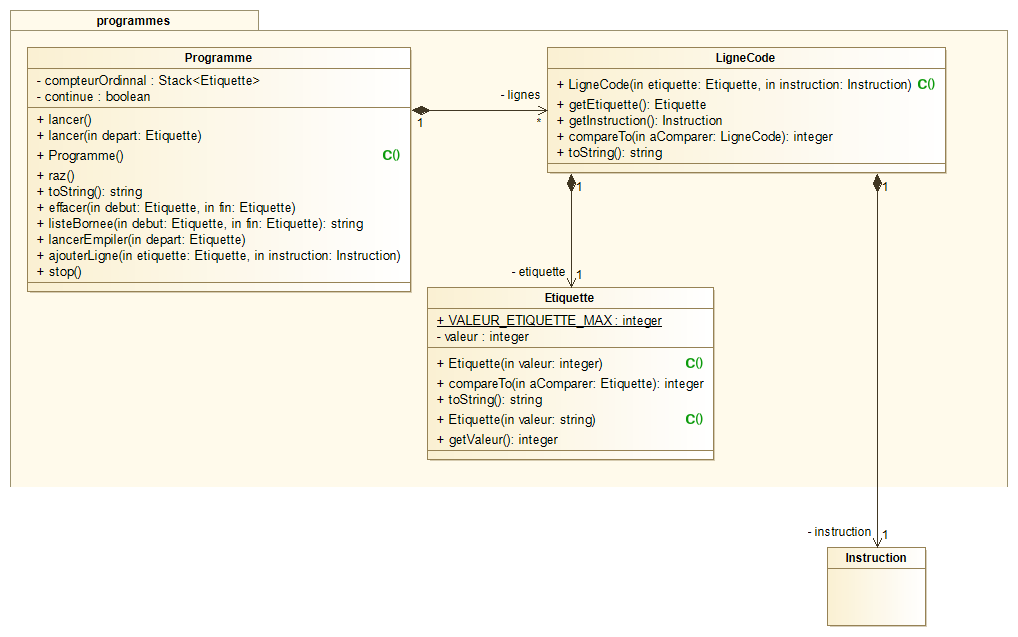 programmes
Programme
- compteurOrdinnal : Stack<Etiquette>
- continue : boolean
+ lancer()
+ lancer(in depart: Etiquette)
+ Programme() C()
+ raz()
+ toString(): string
+ effacer(in debut: Etiquette, in fin: Etiquette)
+ listeBornee(in debut: Etiquette, in fin: Etiquette): string
+ lancerEmpiler(in depart: Etiquette)
+ ajouterLigne(in etiquette: Etiquette, in instruction: Instruction)
+ stop()
- lignes
1
*
LigneCode
+ LigneCode(in etiquette: Etiquette, in instruction: Instruction) C()
+ getEtiquette(): Etiquette
+ getInstruction(): Instruction
+ compareTo(in aComparer: LigneCode): integer
+ toString(): string
1
1
- etiquette
1
Etiquette
+ VALEUR_ETIQUETTE_MAX : integer
- valeur : integer
+ Etiquette(in valeur: integer) C()
+ compareTo(in aComparer: Etiquette): integer
+ toString(): string
+ Etiquette(in valeur: string) C()
+ getValeur(): integer
- instruction
1
Instruction